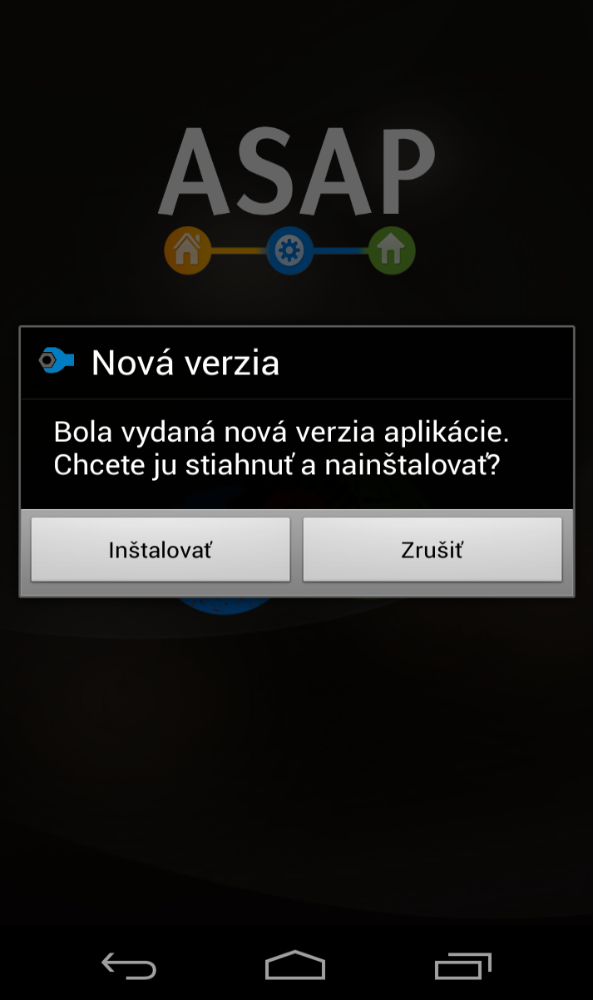 ASAP
Nová verzia
Bola vydaná nová verzia aplikácie.
Chcete ju stiahnuť a nainštalovať?
Inštalovať
Zrušiť